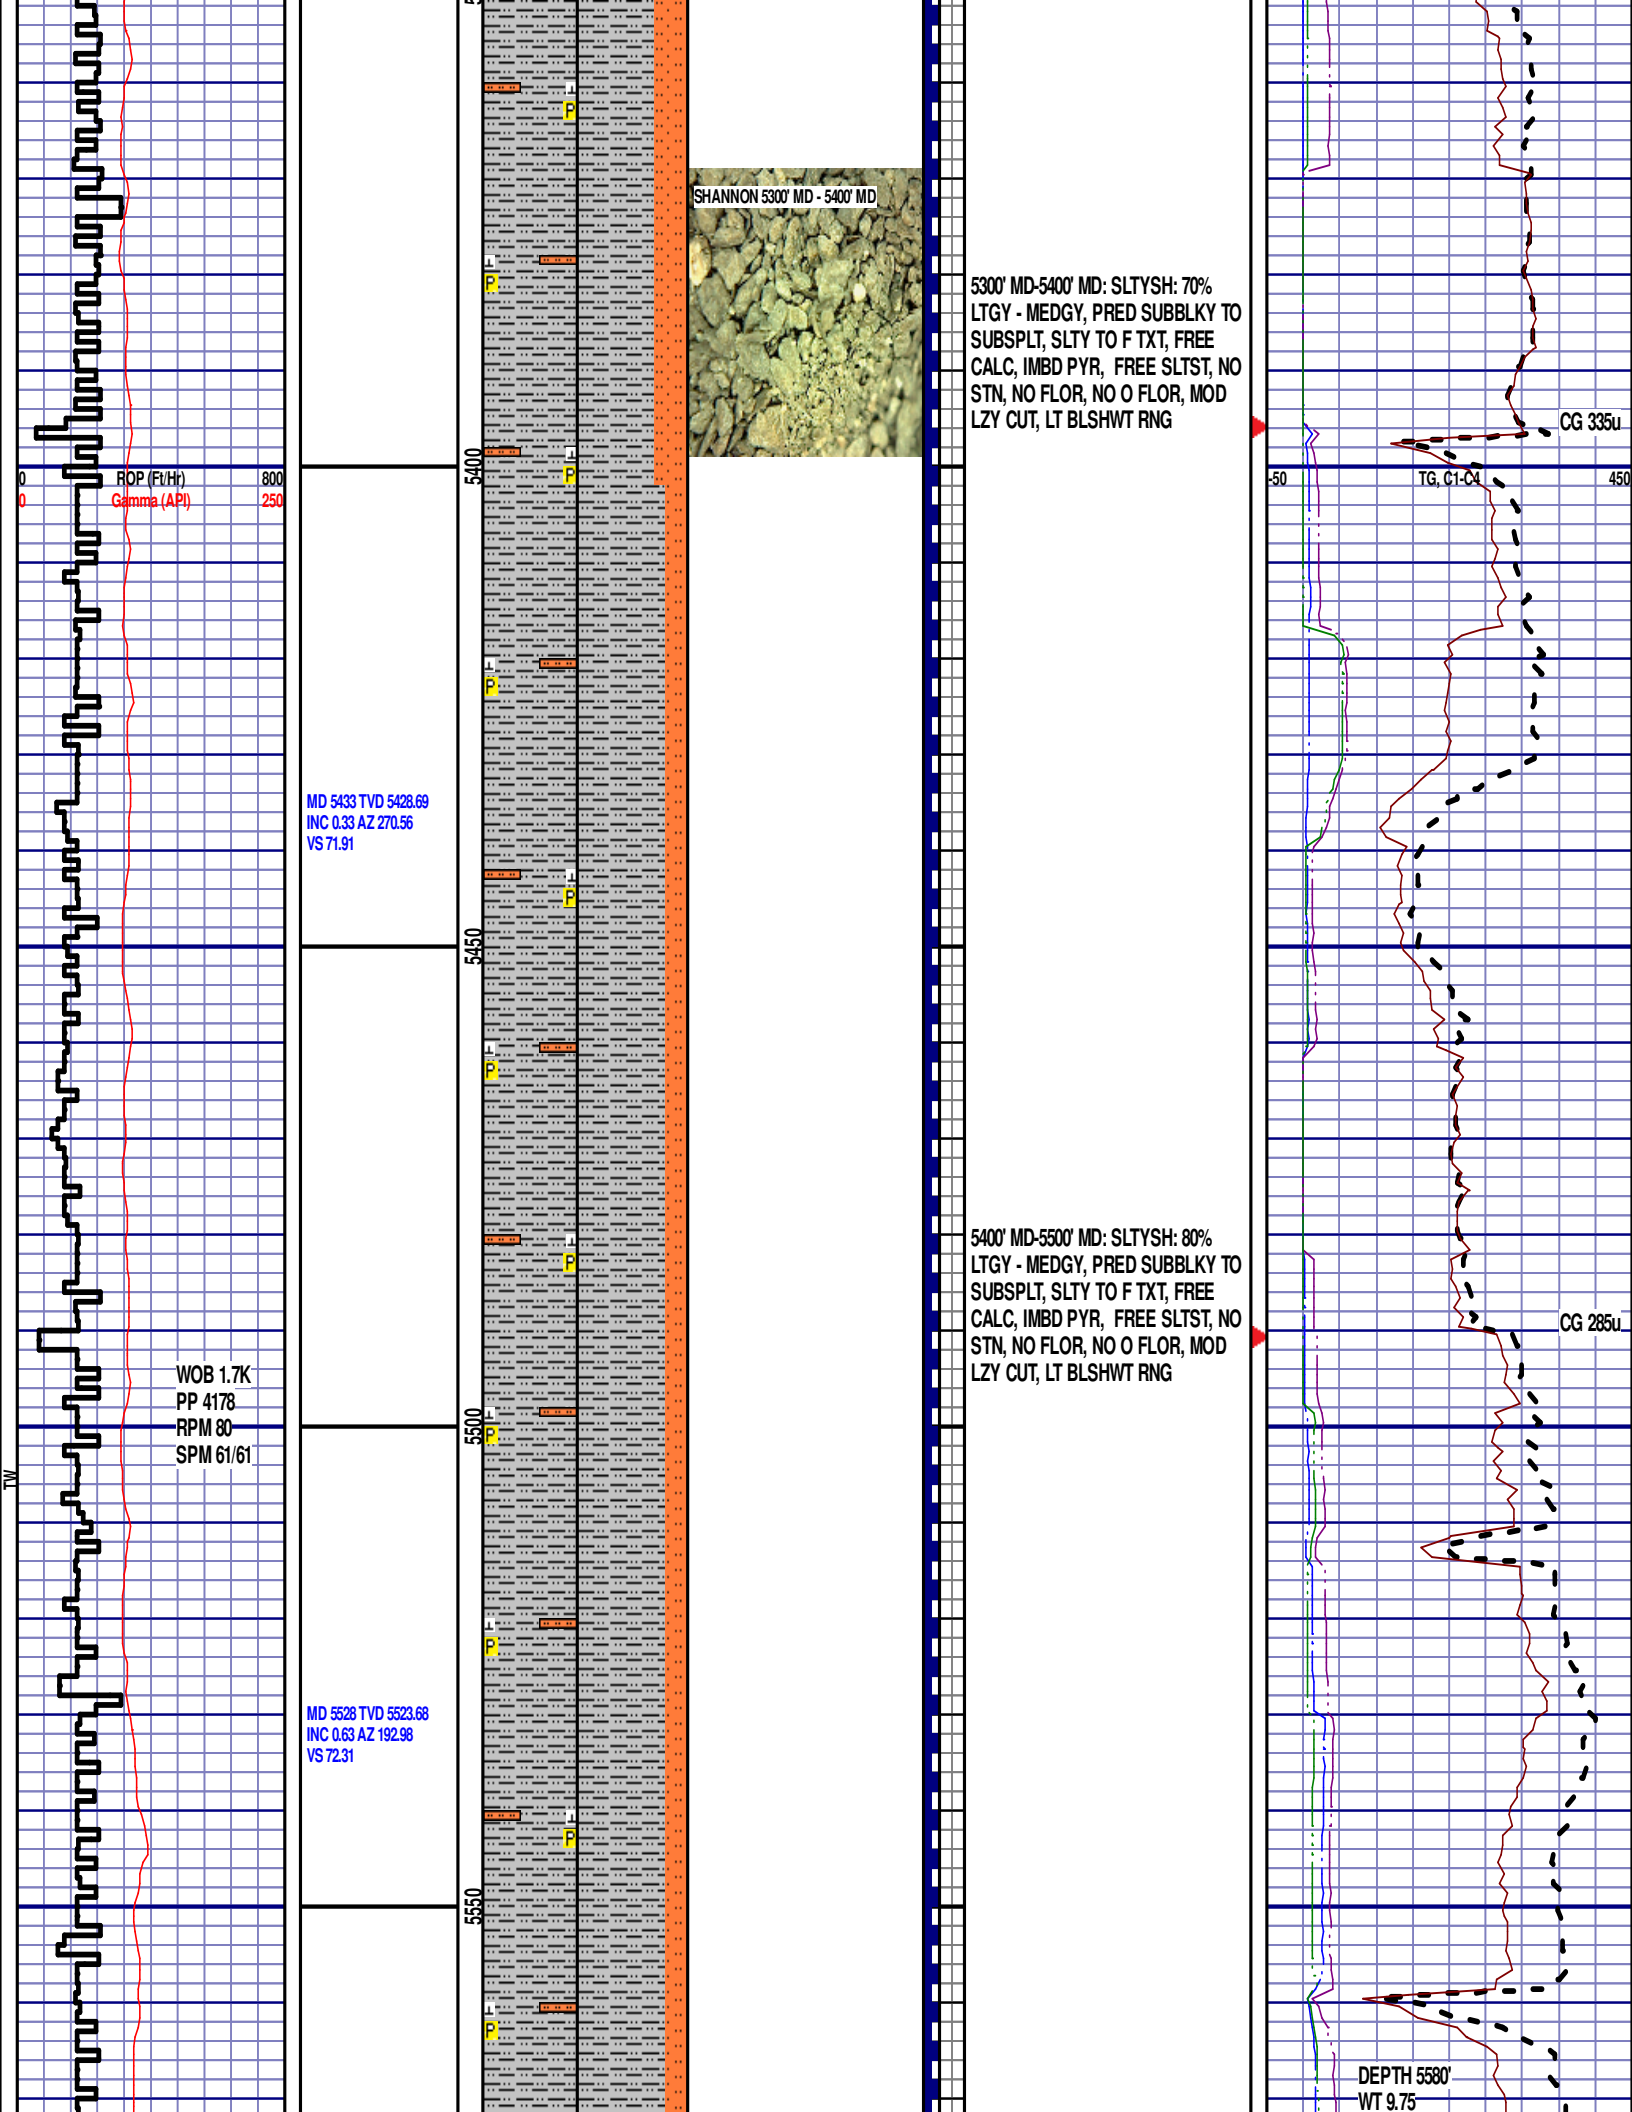 SHANNON 5300' MD - 5400' MD
5300' MD-5400' MD: SLTYSH: 70%
LTGY - MEDGY, PRED SUBBLKY TO
SUBSPLT, SLTY TO F TXT, FREE
CALC, IMBD PYR, FREE SLTST, NO
STN, NO FLOR, NO O FLOR, MOD
LZY CUT, LT BLSHWT RNG
CG 335u
5400
0 ROP (Ft/Hr) 800
0 Gamma (API) 250
-50 TG, C1-C4 450
MD 5433 TVD 5428.69
INC 0.33 AZ 270.56
VS 71.91
5450
5400' MD-5500' MD: SLTYSH: 80%
LTGY - MEDGY, PRED SUBBLKY TO
SUBSPLT, SLTY TO F TXT, FREE
CALC, IMBD PYR, FREE SLTST, NO
STN, NO FLOR, NO O FLOR, MOD
LZY CUT, LT BLSHWT RNG
CG 285u
WOB 1.7K
PP 4178
RPM 80
SPM 61/61
5500
TW
MD 5528 TVD 5523.68
INC 0.63 AZ 192.98
VS 72.31
5550
DEPTH 5580'
WT 9.75
P
P
P
P
P
P
P
P
P
P
P